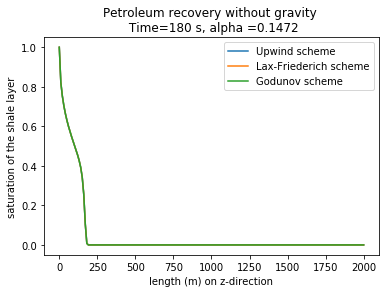 Petroleum recovery without gravity
Time=180 s, alpha =0.1472
1.0
0.8
0.6
0.4
0.2
0.0
saturation of the shale layer
Upwind scheme
Lax-Friederich scheme
Godunov scheme
0 250 500 750 1000 1250 1500 1750 2000
length (m) on z-direction